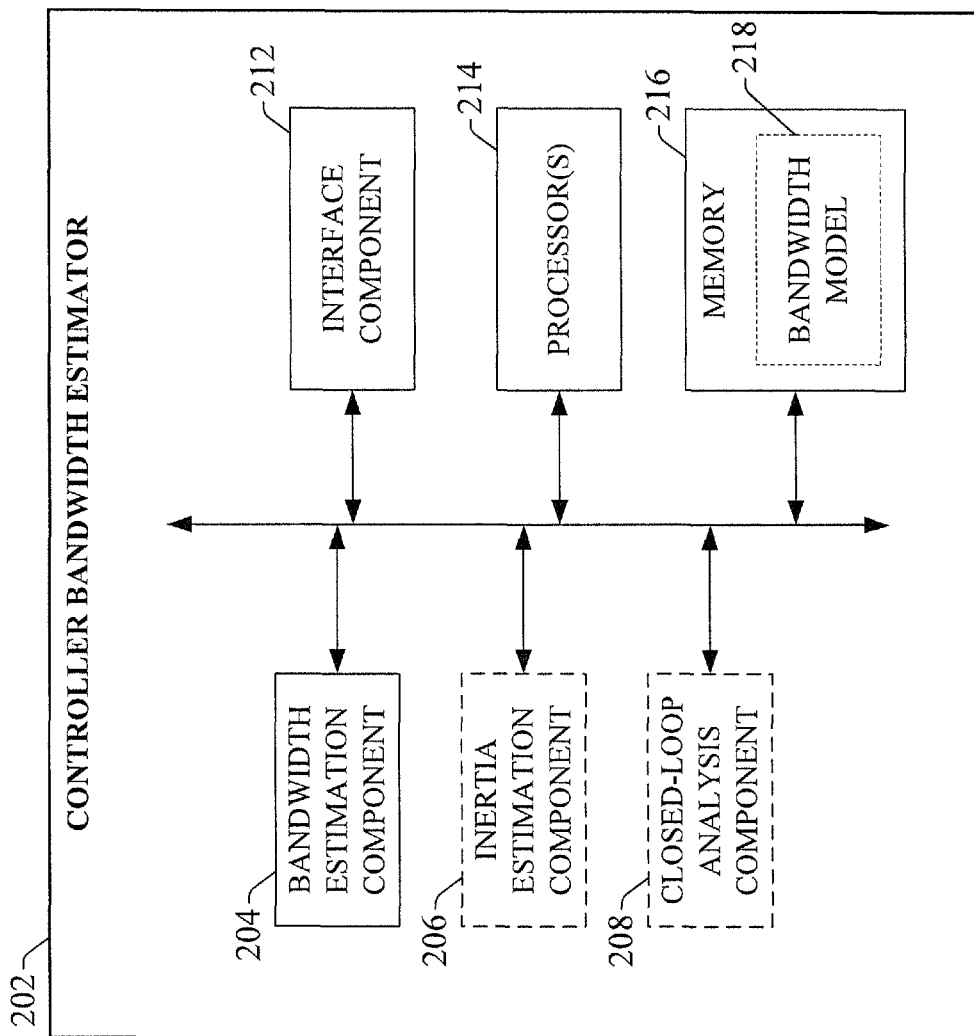 202
CONTROLLER BANDWIDTH ESTIMATOR
204
BANDWIDTH
ESTIMATION
COMPONENT
206
INERTIA
ESTIMATION
COMPONENT
208
CLOSED-LOOP
ANALYSIS
COMPONENT
212
INTERFACE
COMPONENT
214
PROCESSOR(S)
216
MEMORY
218
BANDWIDTH
MODEL